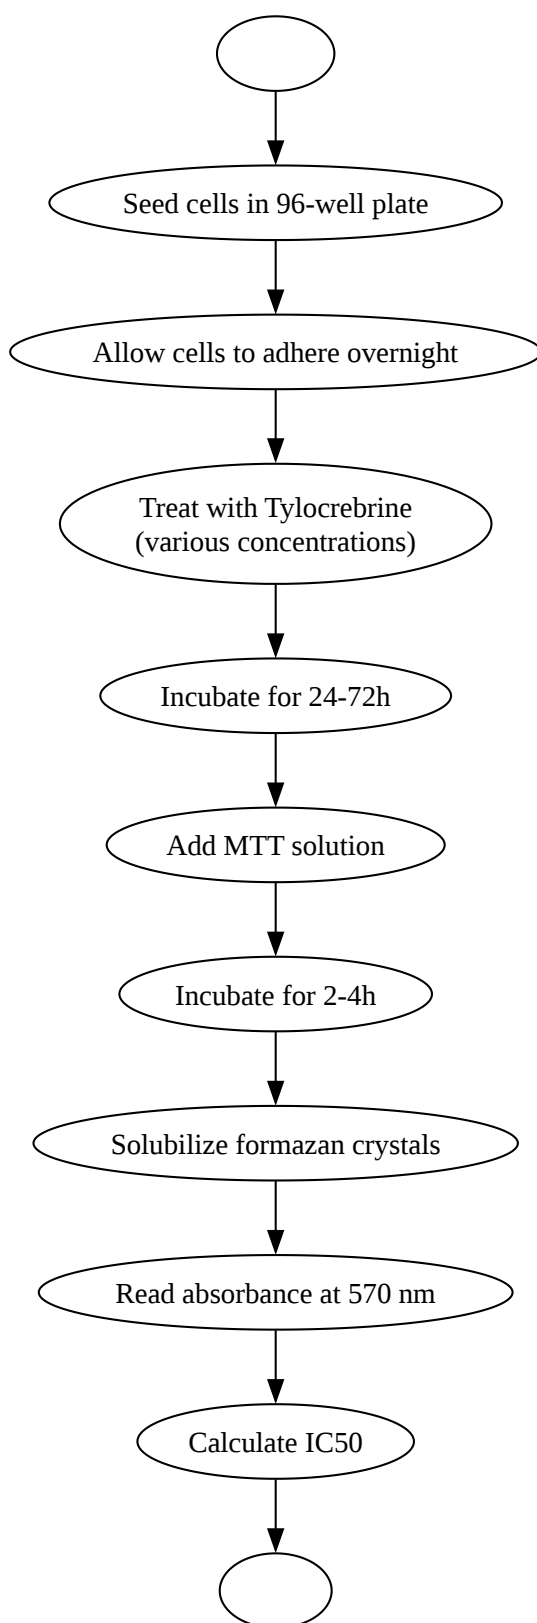 Seed cells in 96-well plate
Allow cells to adhere overnight
Treat with Tylocrebrine
(various concentrations)
Incubate for 24-72h
Add MTT solution
Incubate for 2-4h
Solubilize formazan crystals
Read absorbance at 570 nm
Calculate IC50